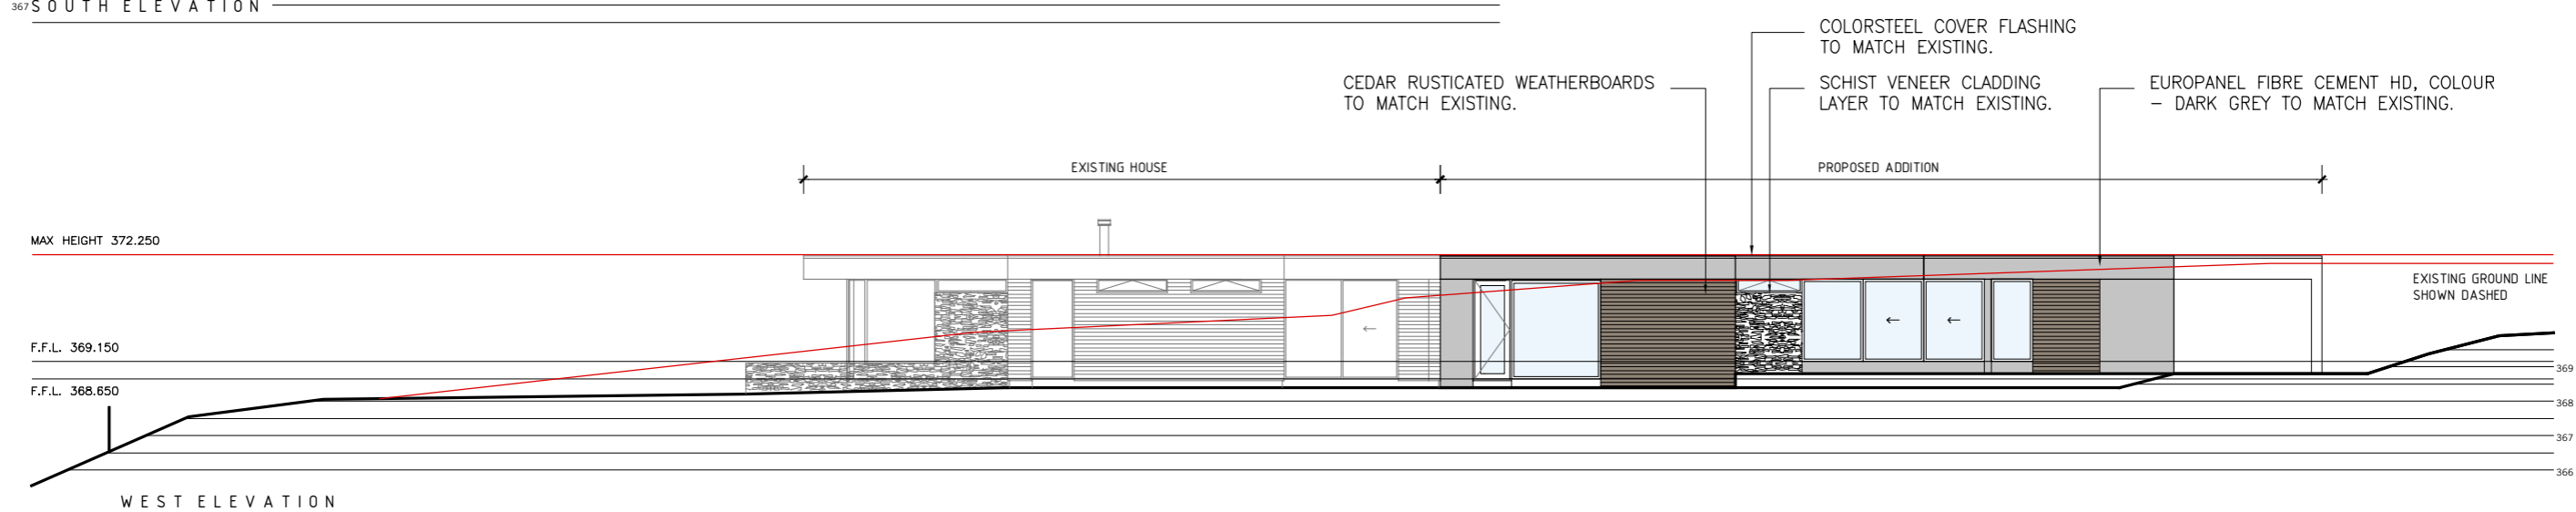 367
SOUTH ELEVATION
COLORSTEEL COVER FLASHING
TO MATCH EXISTING.
CEDAR RUSTICATED WEATHERBOARDS
TO MATCH EXISTING.
SCHIST VENEER CLADDING
LAYER TO MATCH EXISTING.
EUROPANEL FIBRE CEMENT HD, COLOUR
– DARK GREY TO MATCH EXISTING.
EXISTING HOUSE
PROPOSED ADDITION
MAX HEIGHT 372.250
EXISTING GROUND LINE
SHOWN DASHED
F.F.L. 369.150
F.F.L. 368.650
369
368
367
366
WEST ELEVATION